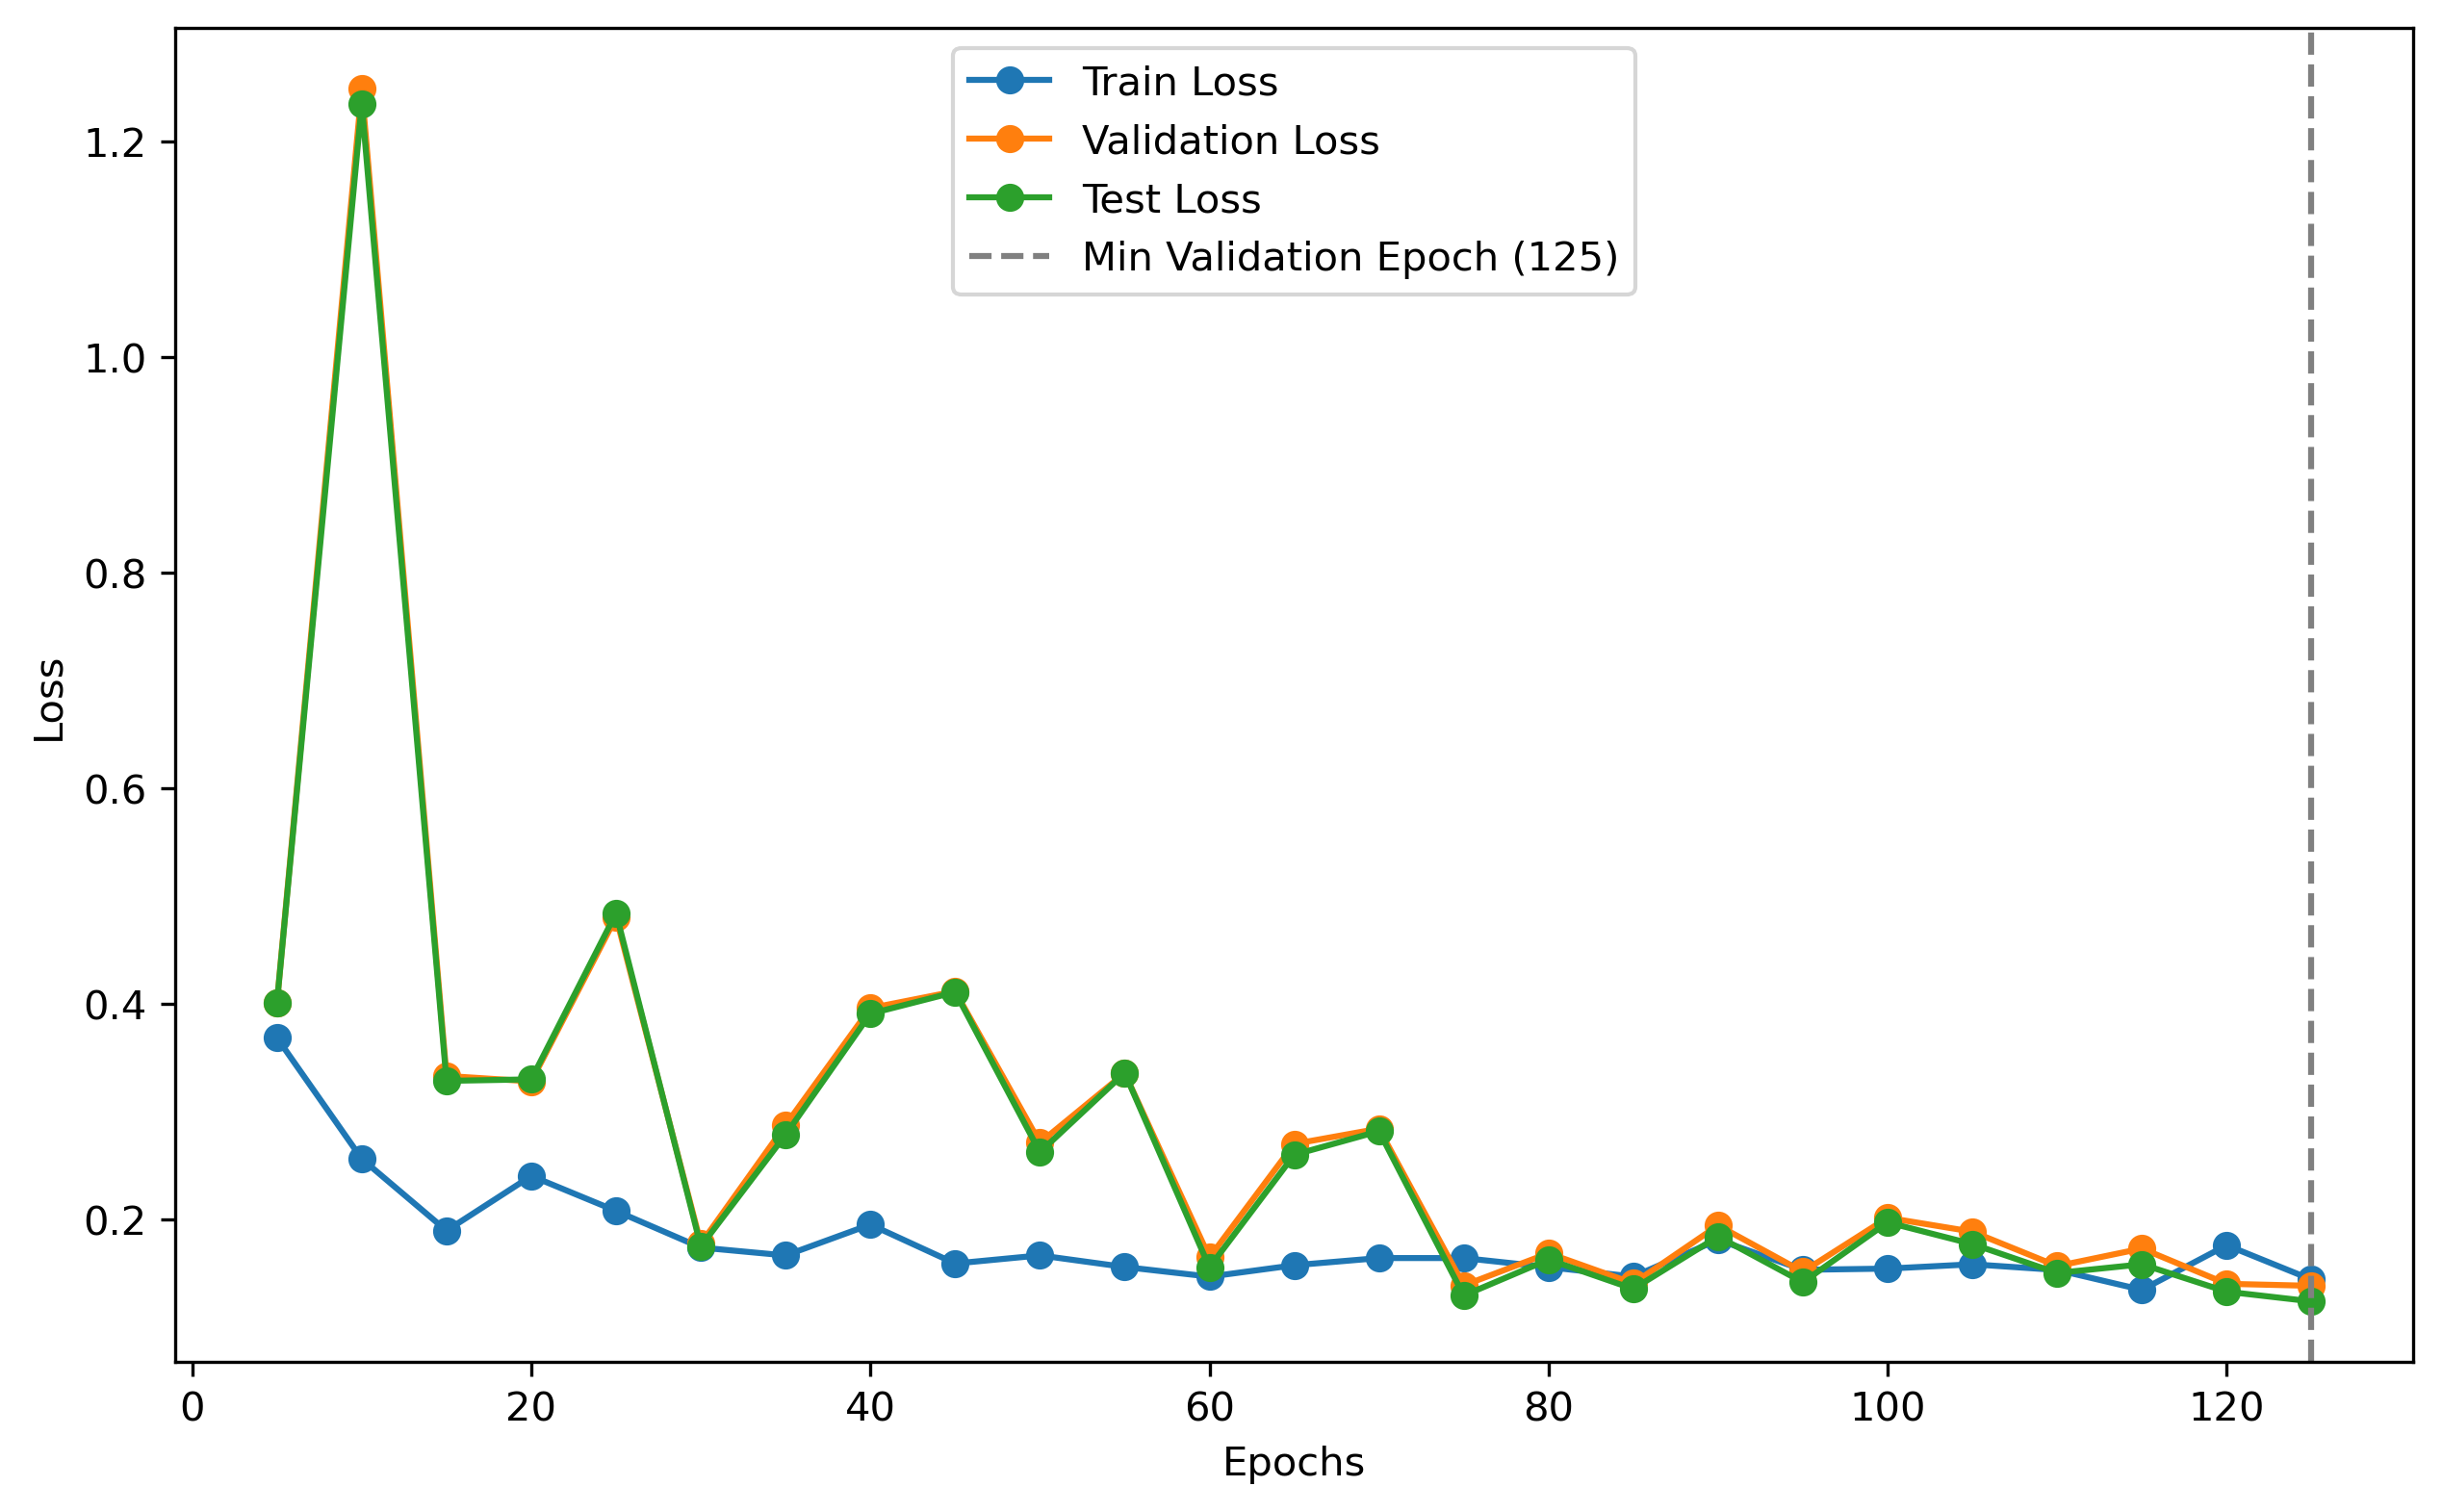 Train Loss
Validation Loss
Test Loss
Min Validation Epoch (125)
1.2
1.0
0.8
0.6
0.4
0.2
Loss
0 20 40 60 80 100 120
Epochs